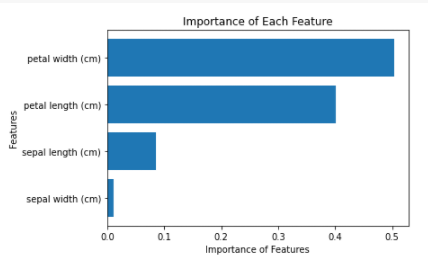 Importance of Each Feature
petal width (cm)
petal length (cm)
sepal length (cm)
sepal width (cm)
Features
0.0 0.1 0.2 0.3 0.4 0.5
Importance of Features